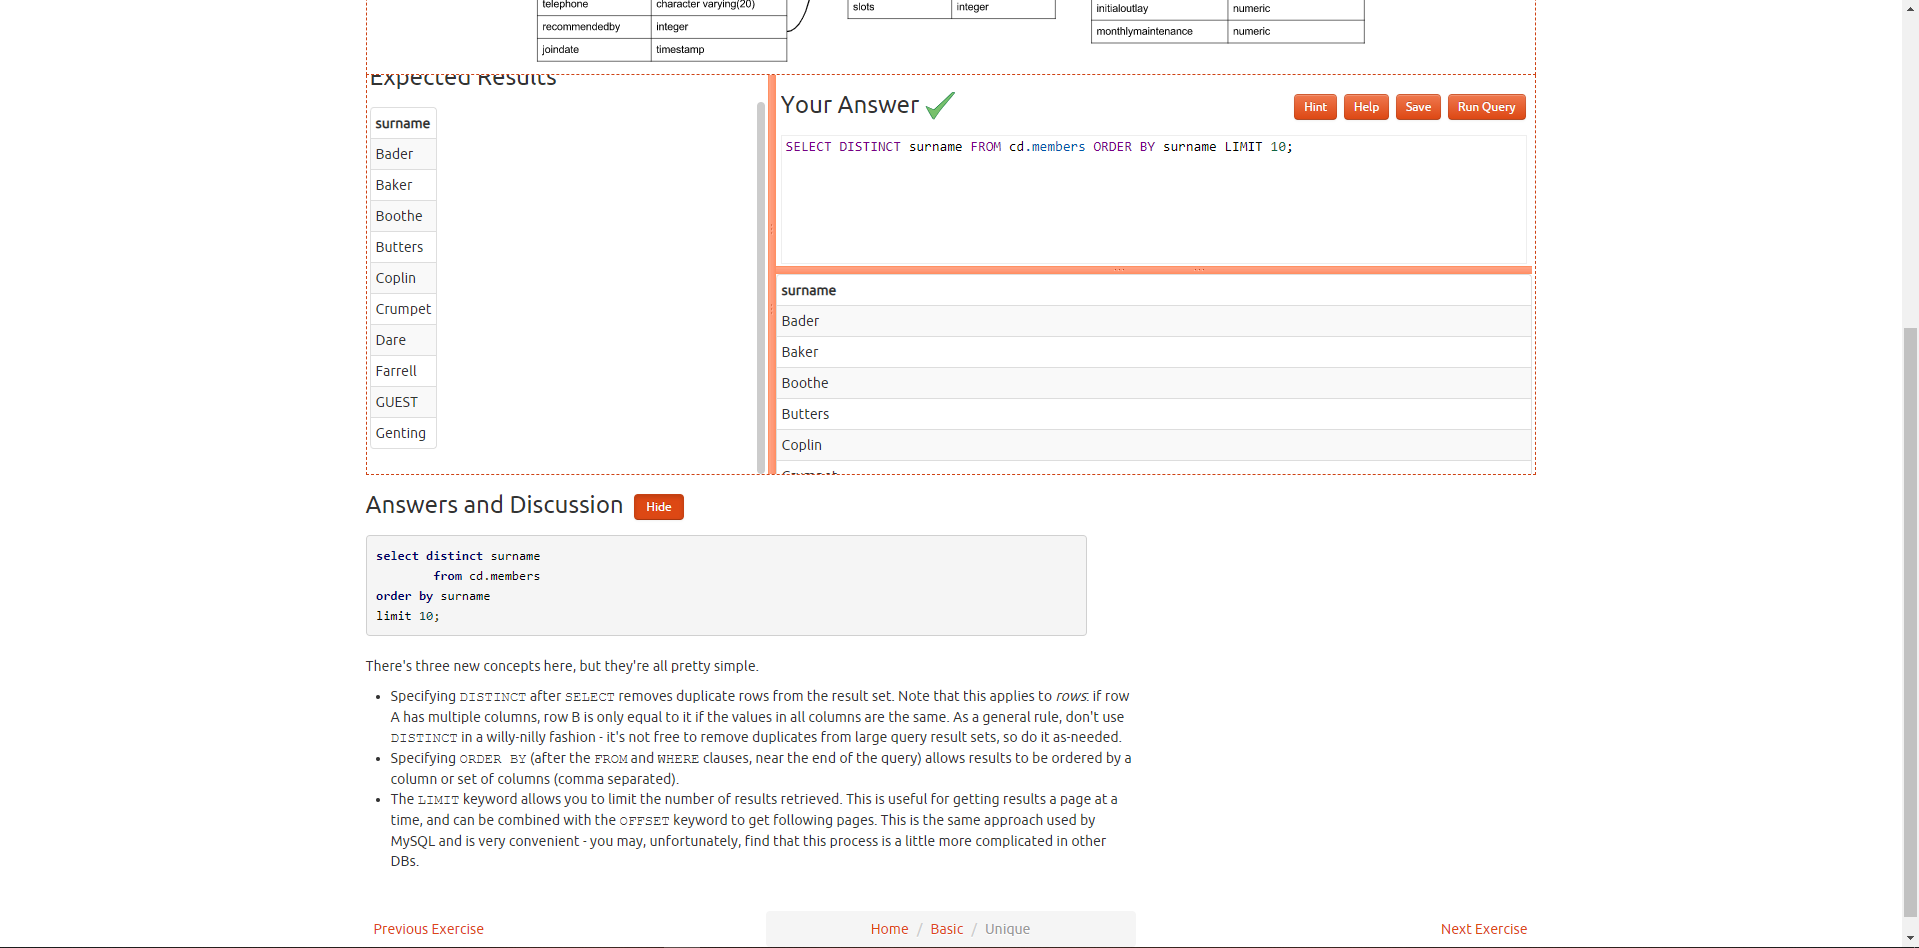 telephone character varying(20)
recommendedby integer
joindate timestamp
slots integer
initialoutlay numeric
monthlymaintenance numeric
Expected Results
surname
Bader
Baker
Boothe
Butters
Coplin
Crumpet
Dare
Farrell
GUEST
Genting
Your Answer
Hint Help Save Run Query
SELECT DISTINCT surname FROM cd.members ORDER BY surname LIMIT 10;
surname
Bader
Baker
Boothe
Butters
Coplin
Crumpet
Answers and Discussion Hide
select distinct surname
from cd.members
order by surname
limit 10;
There's three new concepts here, but they're all pretty simple.
• Specifying DISTINCT after SELECT removes duplicate rows from the result set. Note that this applies to rows: if row
A has multiple columns, row B is only equal to it if the values in all columns are the same. As a general rule, don't use
DISTINCT in a willy-nilly fashion - it's not free to remove duplicates from large query result sets, so do it as-needed.
• Specifying ORDER BY (after the FROM and WHERE clauses, near the end of the query) allows results to be ordered by a
column or set of columns (comma separated).
• The LIMIT keyword allows you to limit the number of results retrieved. This is useful for getting results a page at a
time, and can be combined with the OFFSET keyword to get following pages. This is the same approach used by
MySQL and is very convenient - you may, unfortunately, find that this process is a little more complicated in other
DBs.
Previous Exercise Home / Basic / Unique Next Exercise